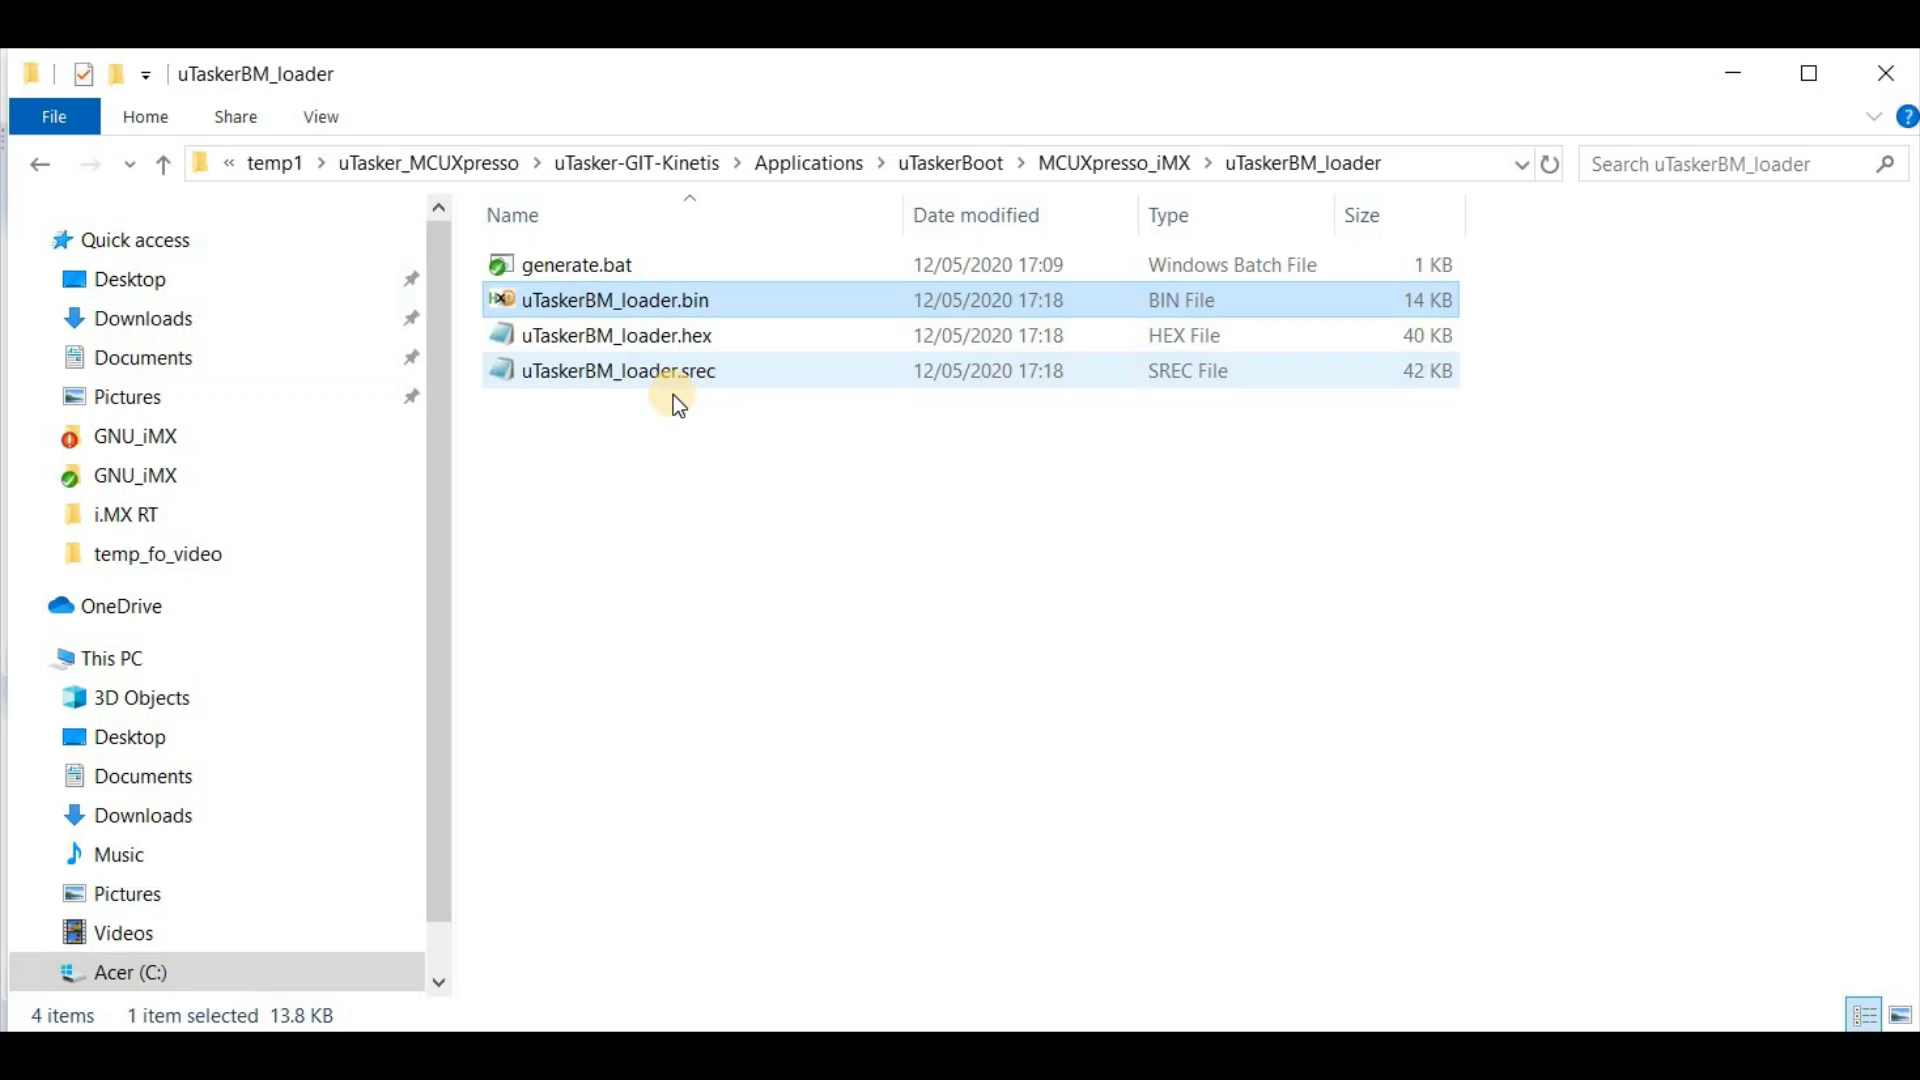 uTaskerBM_loader
File Home Share View ?
« temp1 > uTasker_MCUXpresso > uTasker-GIT-Kinetis > Applications > uTaskerBoot > MCUXpresso_iMX > uTaskerBM_loader Search uTaskerBM_loader
Name Date modified Type Size
generate.bat 12/05/2020 17:09 Windows Batch File 1 KB
uTaskerBM_loader.bin 12/05/2020 17:18 BIN File 14 KB
uTaskerBM_loader.hex 12/05/2020 17:18 HEX File 40 KB
uTaskerBM_loader.srec 12/05/2020 17:18 SREC File 42 KB
Quick access
Desktop
Downloads
Documents
Pictures
GNU_iMX
GNU_iMX
i.MX RT
temp_fo_video
OneDrive
This PC
3D Objects
Desktop
Documents
Downloads
Music
Pictures
Videos
Acer (C:)
4 items 1 item selected 13.8 KB